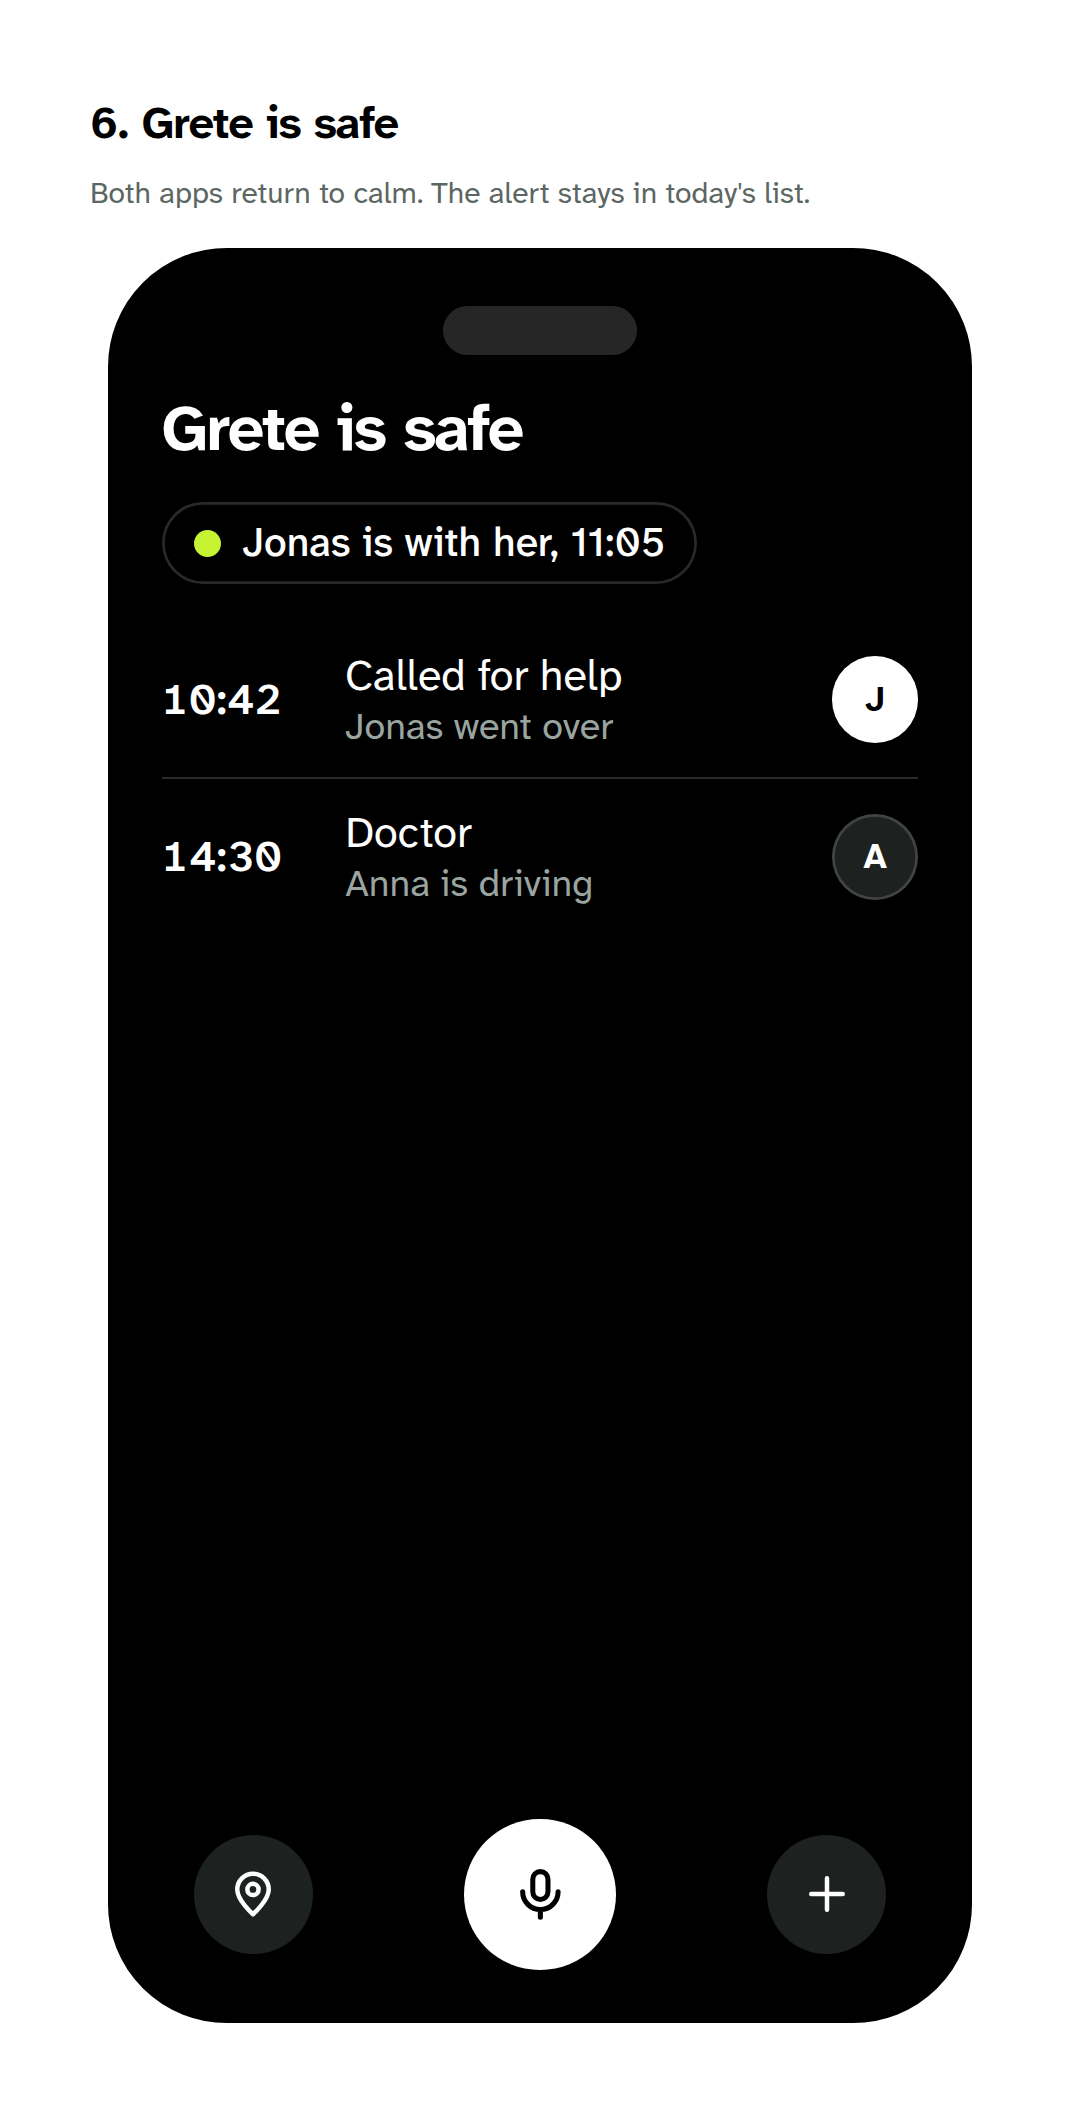 6. Grete is safe
Both apps return to calm. The alert stays in today's list.
Grete is safe
Jonas is with her, 11:05
10:42
Called for help
Jonas went over
J
14:30
Doctor
Anna is driving
A